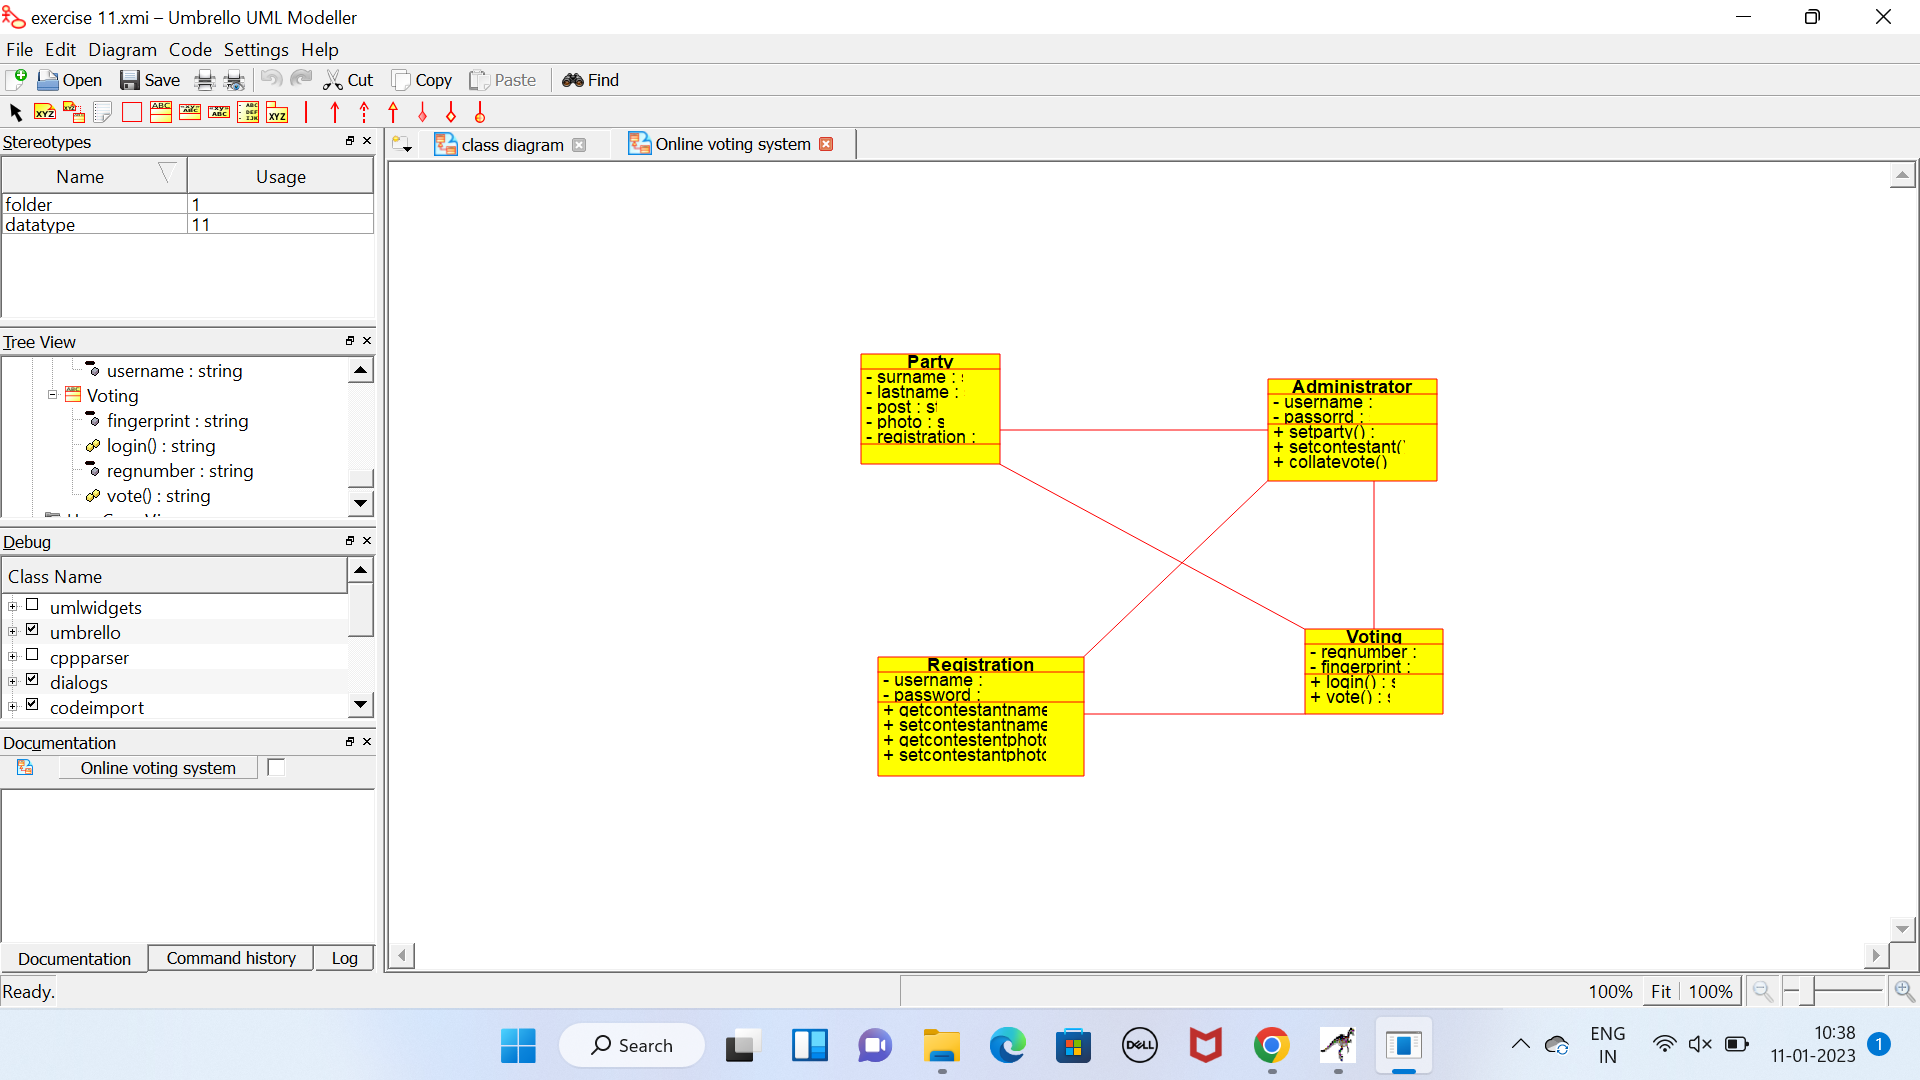 exercise 11.xmi – Umbrello UML Modeller
File Edit Diagram Code Settings Help
Open Save Cut Copy Paste Find
Stereotypes
Name Usage
folder 1
datatype 11
Tree View
username : string
Voting
fingerprint : string
login() : string
regnumber : string
vote() : string
Debug
Class Name
umlwidgets
umbrello
cppparser
dialogs
codeimport
Documentation
Online voting system
Documentation Command history Log
Ready.
class diagram Online voting system
Party
- surname :
- lastname :
- post : s
- photo : s
- registration :
Administrator
- username :
- passorrd :
+ setparty() :
+ setcontestant(
+ collatevote()
Registration
- username :
- password :
+ getcontestantname
+ setcontestantname
+ getcontestentphoto
+ setcontestantphoto
Voting
- regnumber :
- fingerprint :
+ login() : s
+ vote() : s
100% Fit 100%
Search
DELL
ENG
IN
10:38
11-01-2023
1